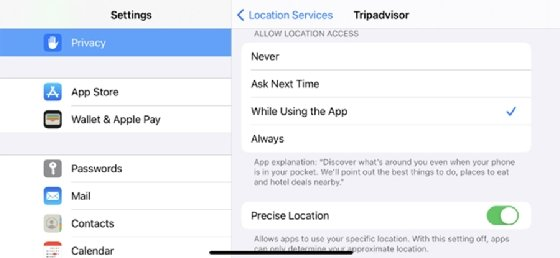 Settings
Privacy
App Store
Wallet & Apple Pay
Passwords
Mail
Contacts
Calendar
Location Services
Tripadvisor
ALLOW LOCATION ACCESS
Never
Ask Next Time
While Using the App
Always
App explanation: “Discover what’s around you even when your phone
is in your pocket. We’ll point out the best things to do, places to eat
and hotel deals nearby.”
Precise Location
Allows apps to use your specific location. With this setting off, apps
can only determine your approximate location.